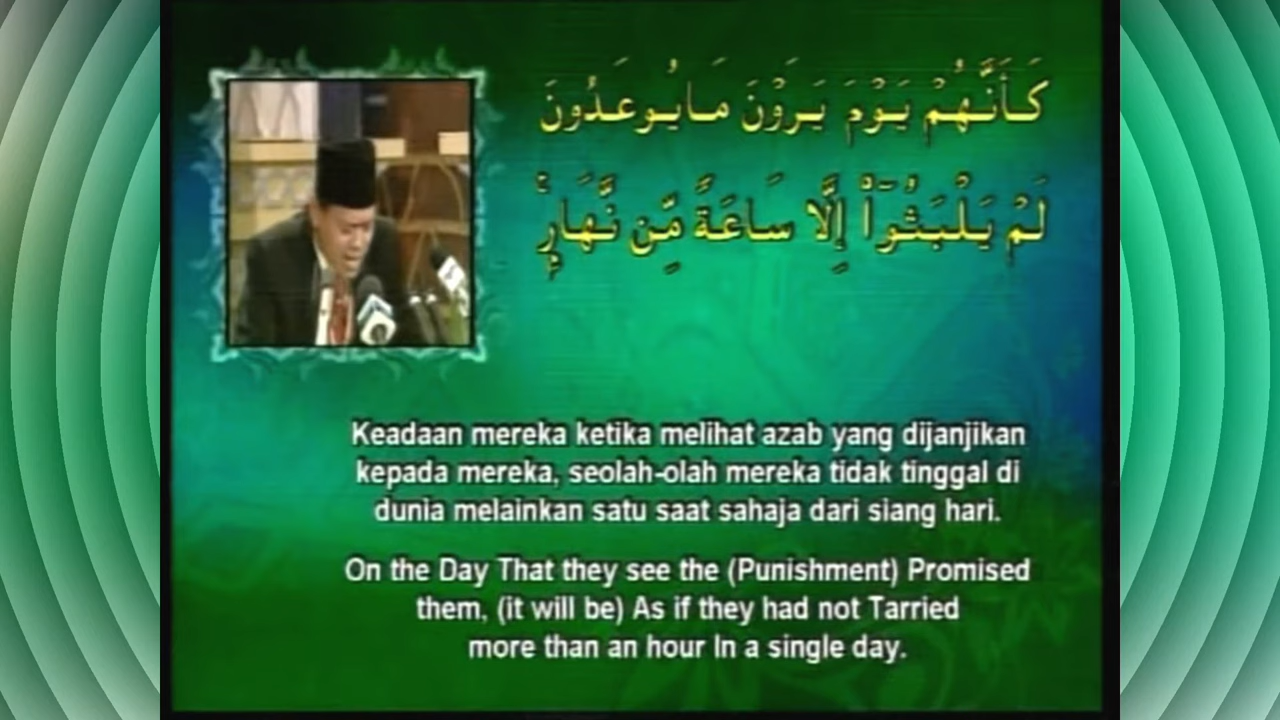 كَأَنَّهُمْ يَوْمَ يَرَوْنَ مَا يُوعَدُونَ
لَمْ يَلْبَثُوٓا۟ إِلَّا سَاعَةً مِّن نَّهَارٍۭ ۚ
Keadaan mereka ketika melihat azab yang dijanjikan
kepada mereka, seolah-olah mereka tidak tinggal di
dunia melainkan satu saat sahaja dari siang hari.
On the Day That they see the (Punishment) Promised
them, (it will be) As if they had not Tarried
more than an hour In a single day.